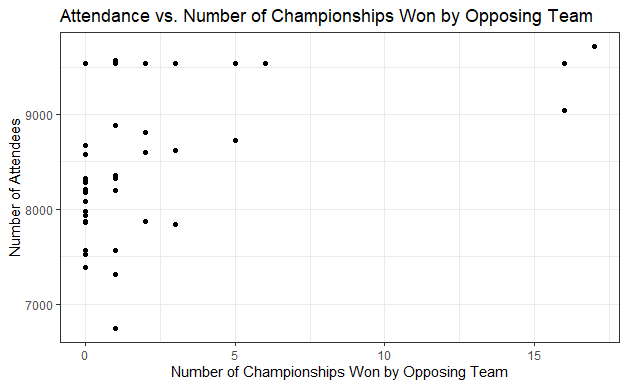 Attendance vs. Number of Championships Won by Opposing Team
Number of Attendees
9000
8000
7000
0
5
10
15
Number of Championships Won by Opposing Team